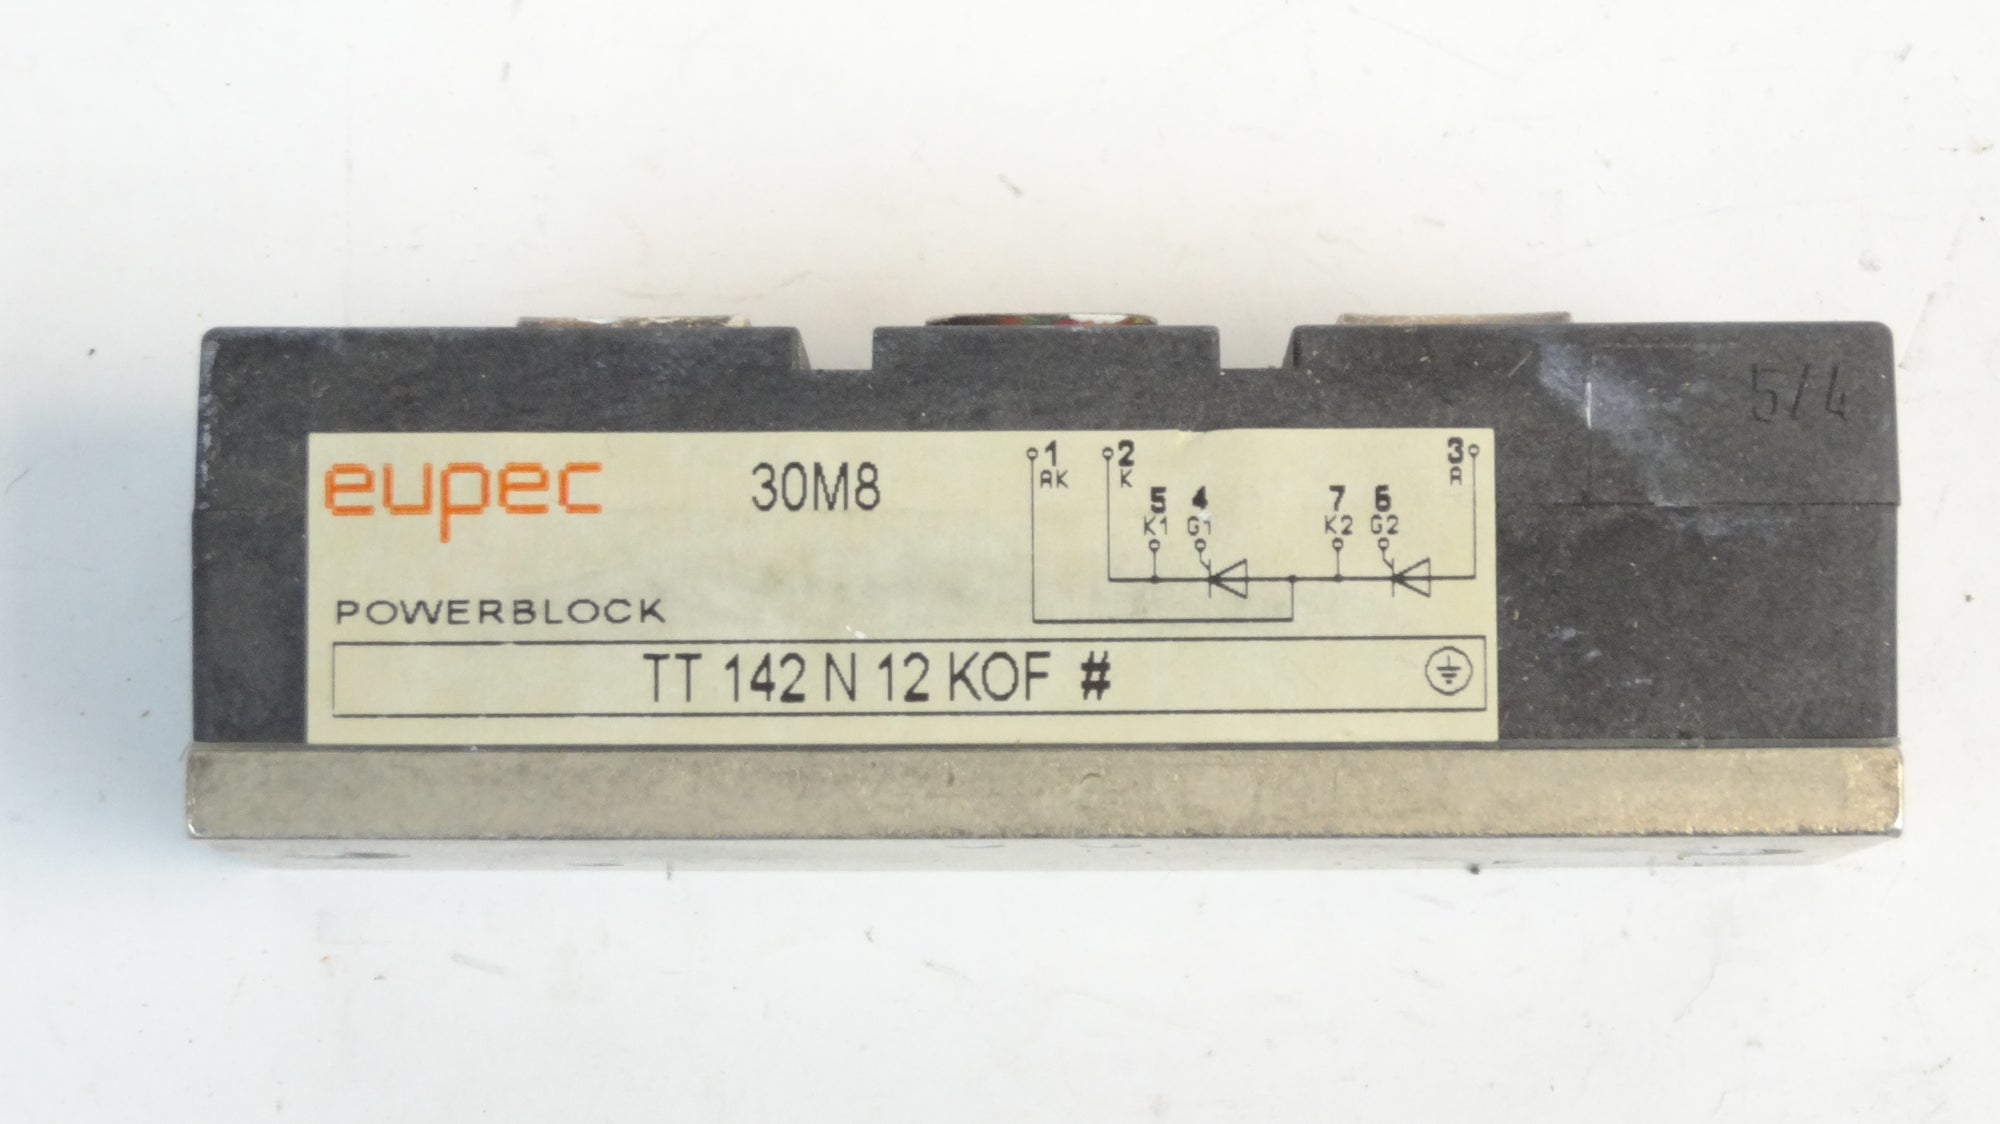 5/4
eupec
30M8
1 2 3
AK K A
5 4 7 6
K1 G1 K2 G2
POWERBLOCK
TT 142 N 12 KOF #